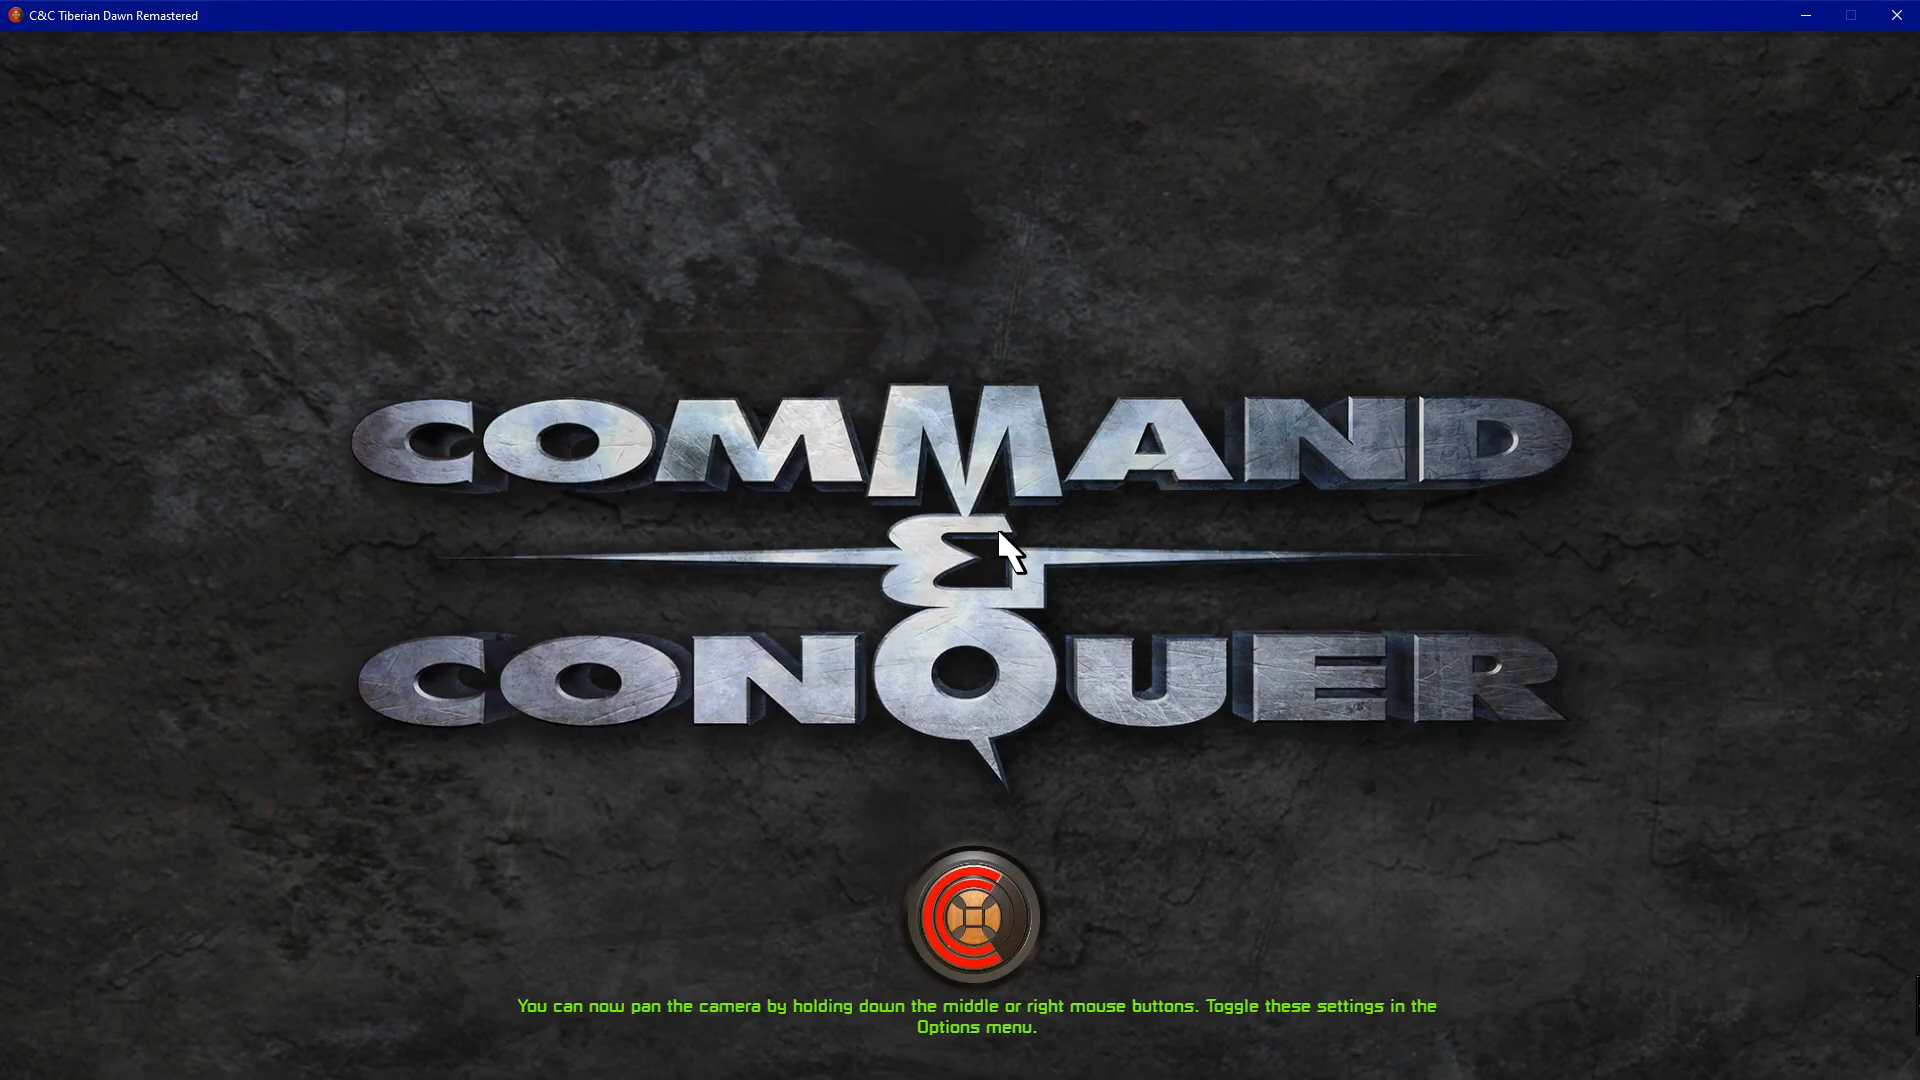 C&C Tiberian Dawn Remastered
COMMAND
&
CONQUER
You can now pan the camera by holding down the middle or right mouse buttons. Toggle these settings in the
Options menu.